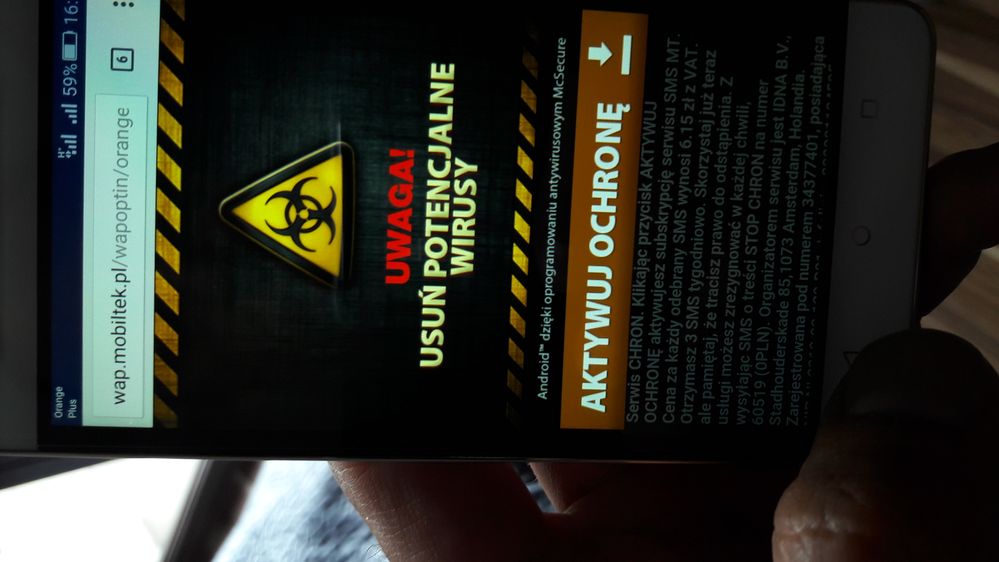 Orange
Plus
H+
59% 16:
wap.mobiltek.pl/wapoptin/orange
6
UWAGA!
USUŃ POTENCJALNE
WIRUSY
Android™ dzięki oprogramowaniu antywirusowym McSecure
AKTYWUJ OCHRONĘ
Serwis CHRON. Klikając przycisk AKTYWUJ
OCHRONĘ aktywujesz subskrypcję serwisu SMS MT.
Cena za każdy odebrany SMS wynosi 6.15 zł z VAT.
Otrzymasz 3 SMS tygodniowo. Skorzystaj już teraz
ale pamiętaj, że tracisz prawo do odstąpienia. Z
usługi możesz zrezygnować w każdej chwili,
wysyłając SMS o treści STOP CHRON na numer
60519 (OPLN). Organizatorem serwisu jest IDNA B.V.,
Stadhouderskade 85,1073 Amsterdam, Holandia.
Zarejestrowana pod numerem 34377401, posiadająca